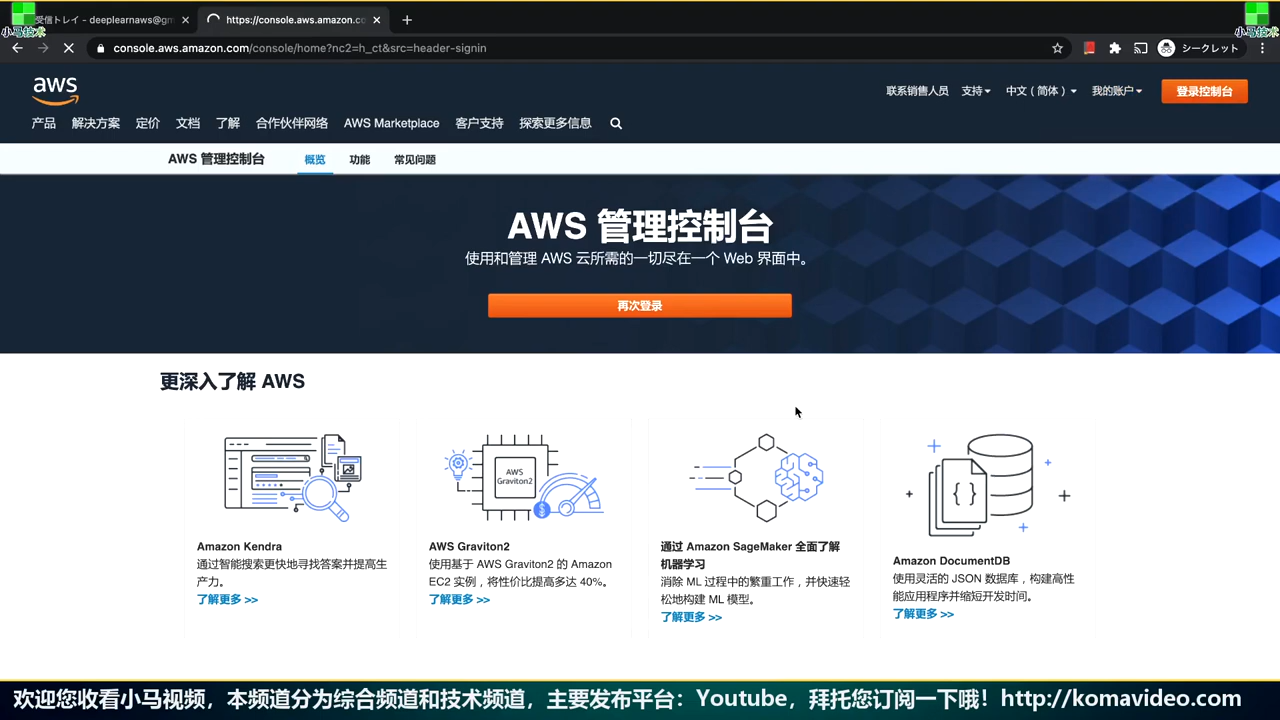 受信トレイ - deeplearnaws@gm
https://console.aws.amazon.co
小马技术
小马技术
console.aws.amazon.com/console/home?nc2=h_ct&src=header-signin
シークレット
aws
联系销售人员 支持 中文（简体） 我的账户 登录控制台
产品 解决方案 定价 文档 了解 合作伙伴网络 AWS Marketplace 客户支持 探索更多信息
AWS 管理控制台 概览 功能 常见问题
AWS 管理控制台
使用和管理 AWS 云所需的一切尽在一个 Web 界面中。
再次登录
更深入了解 AWS
AWS
Graviton2
Amazon Kendra
通过智能搜索更快地寻找答案并提高生
产力。
了解更多 >>
AWS Graviton2
使用基于 AWS Graviton2 的 Amazon
EC2 实例，将性价比提高多达 40%。
了解更多 >>
通过 Amazon SageMaker 全面了解
机器学习
消除 ML 过程中的繁重工作，并快速轻
松地构建 ML 模型。
了解更多 >>
Amazon DocumentDB
使用灵活的 JSON 数据库，构建高性
能应用程序并缩短开发时间。
了解更多 >>
欢迎您收看小马视频，本频道分为综合频道和技术频道，主要发布平台：Youtube，拜托您订阅一下哦！http://komavideo.com